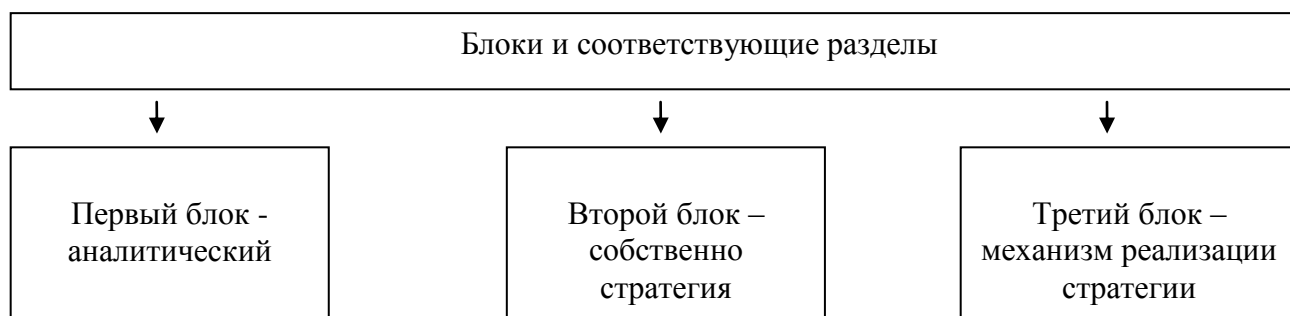 Блоки и соответствующие разделы
Первый блок -
аналитический
Второй блок –
собственно
стратегия
Третий блок –
механизм реализации
стратегии